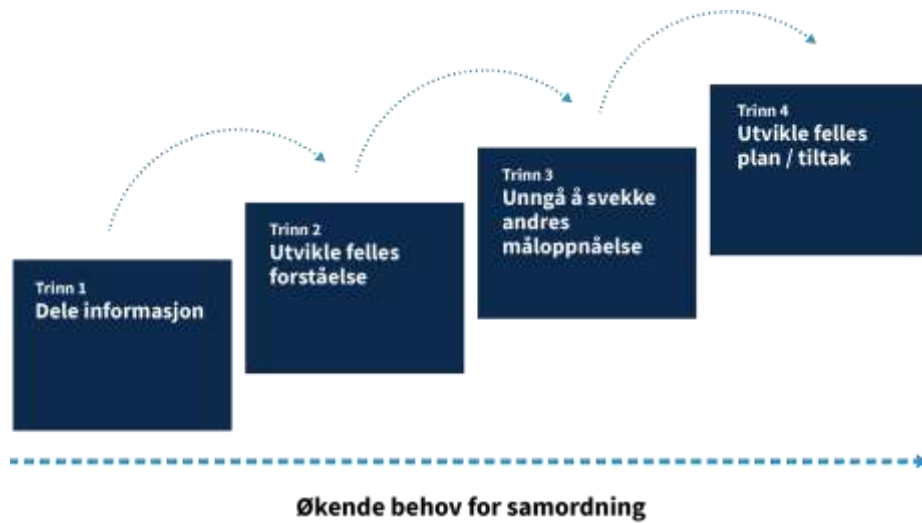 Trinn 1
Dele informasjon
Trinn 2
Utvikle felles
forståelse
Trinn 3
Unngå å svekke
andres
måloppnåelse
Trinn 4
Utvikle felles
plan / tiltak
Økende behov for samordning